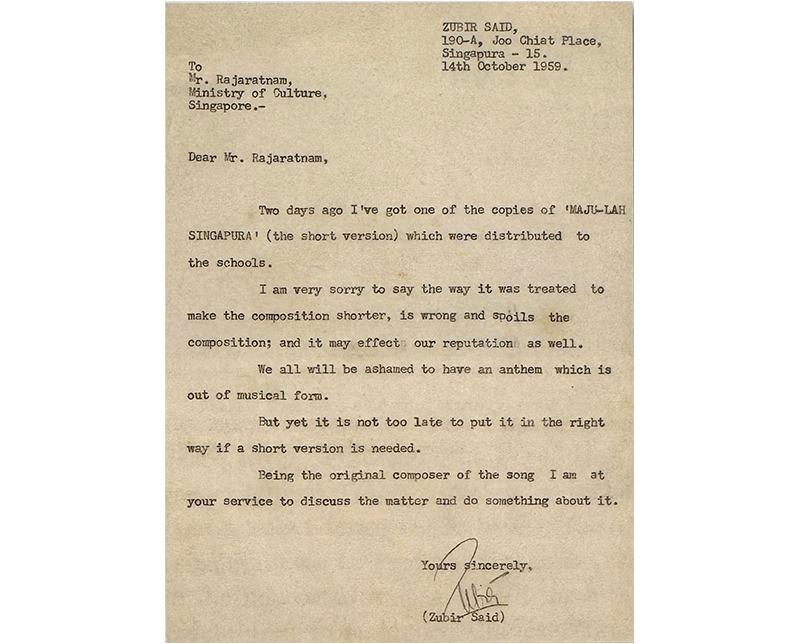 ZUBIR SAID,
190-A, Joo Chiat Place,
Singapura - 15.
14th October 1959.
To
Mr. Rajaratnam,
Ministry of Culture,
Singapore.-
Dear Mr. Rajaratnam,
Two days ago I've got one of the copies of 'MAJU-LAH
SINGAPURA' (the short version) which were distributed to
the schools.
I am very sorry to say the way it was treated to
make the composition shorter, is wrong and spoils the
composition; and it may effect our reputation as well.
We all will be ashamed to have an anthem which is
out of musical form.
But yet it is not too late to put it in the right
way if a short version is needed.
Being the original composer of the song I am at
your service to discuss the matter and do something about it.
Yours sincerely,
Zubir
(Zubir Said)